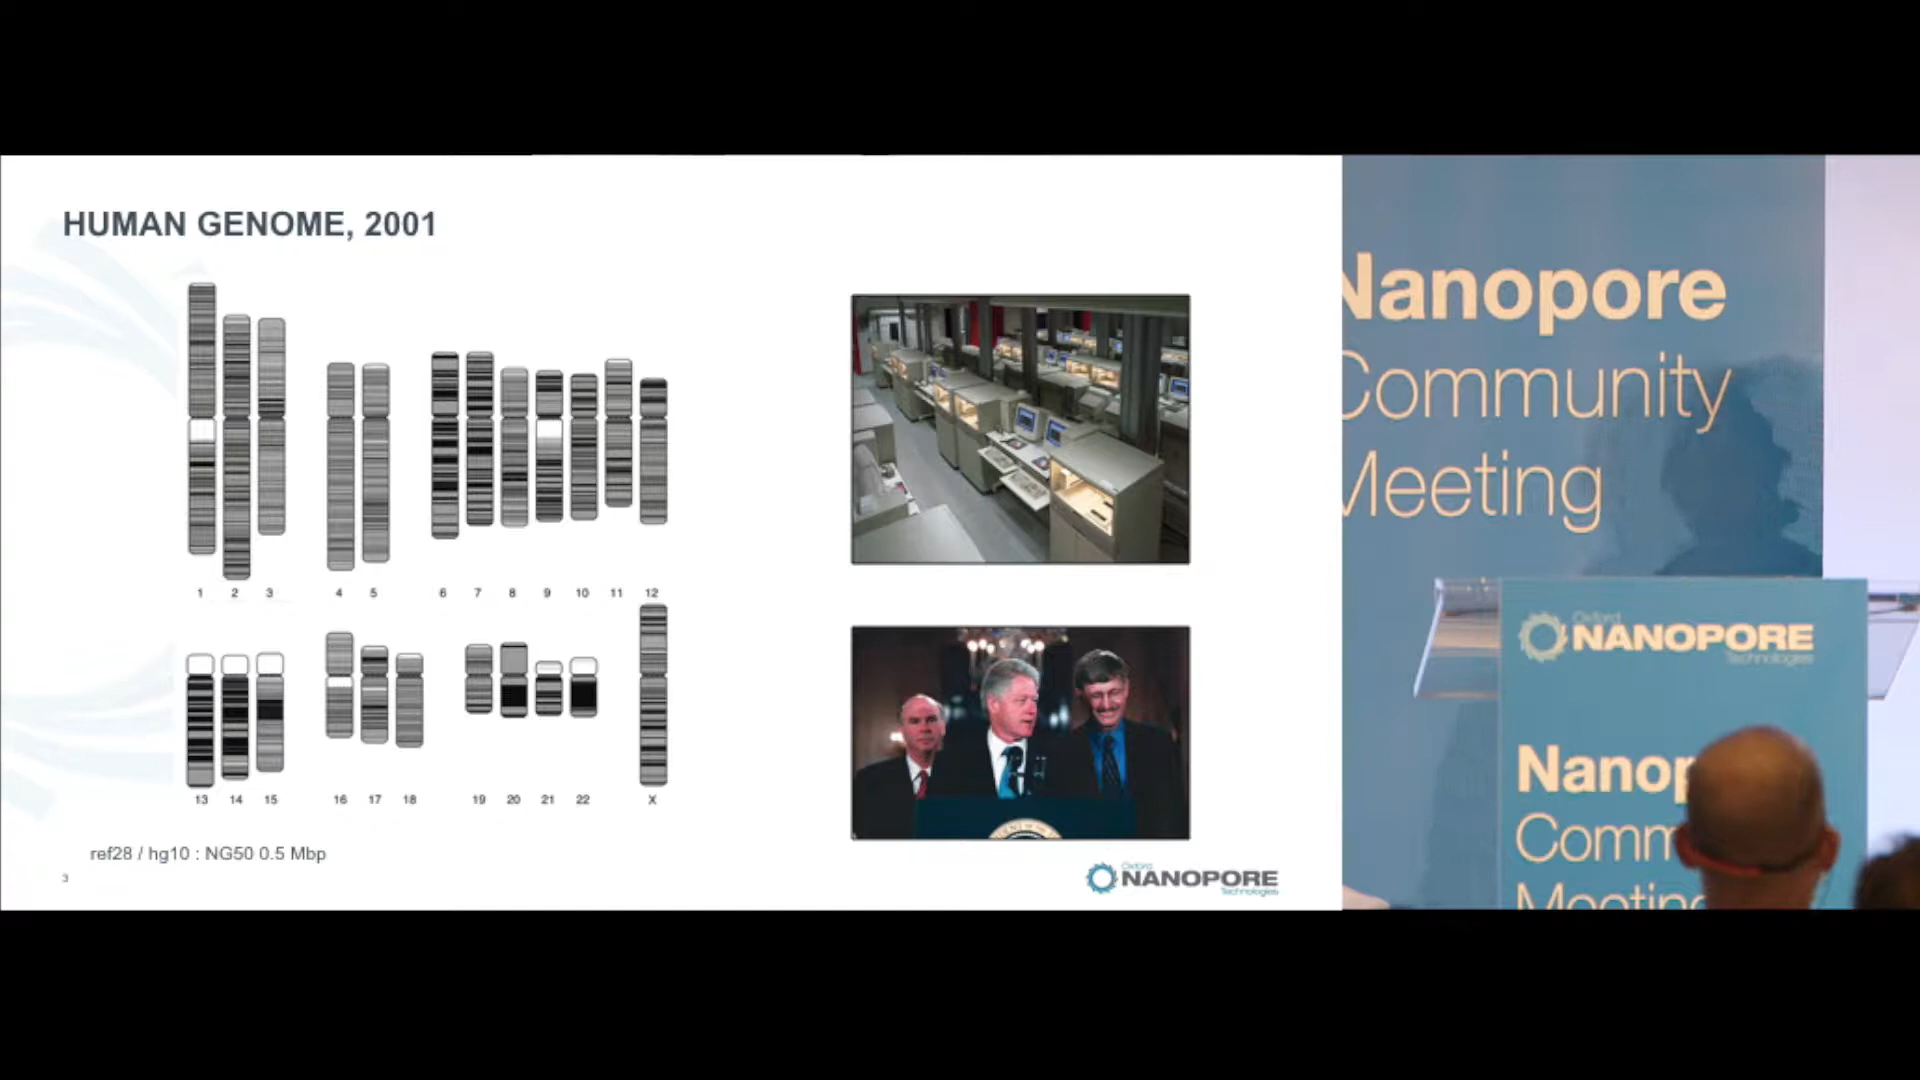 HUMAN GENOME, 2001
1 2 3 4 5 6 7 8 9 10 11 12
13 14 15 16 17 18 19 20 21 22 X
ref28 / hg10 : NG50 0.5 Mbp
3
Oxford
NANOPORE
Technologies
Nanopore
Community
Meeting
Oxford
NANOPORE
Technologies
Nanop
Comm
Meeting